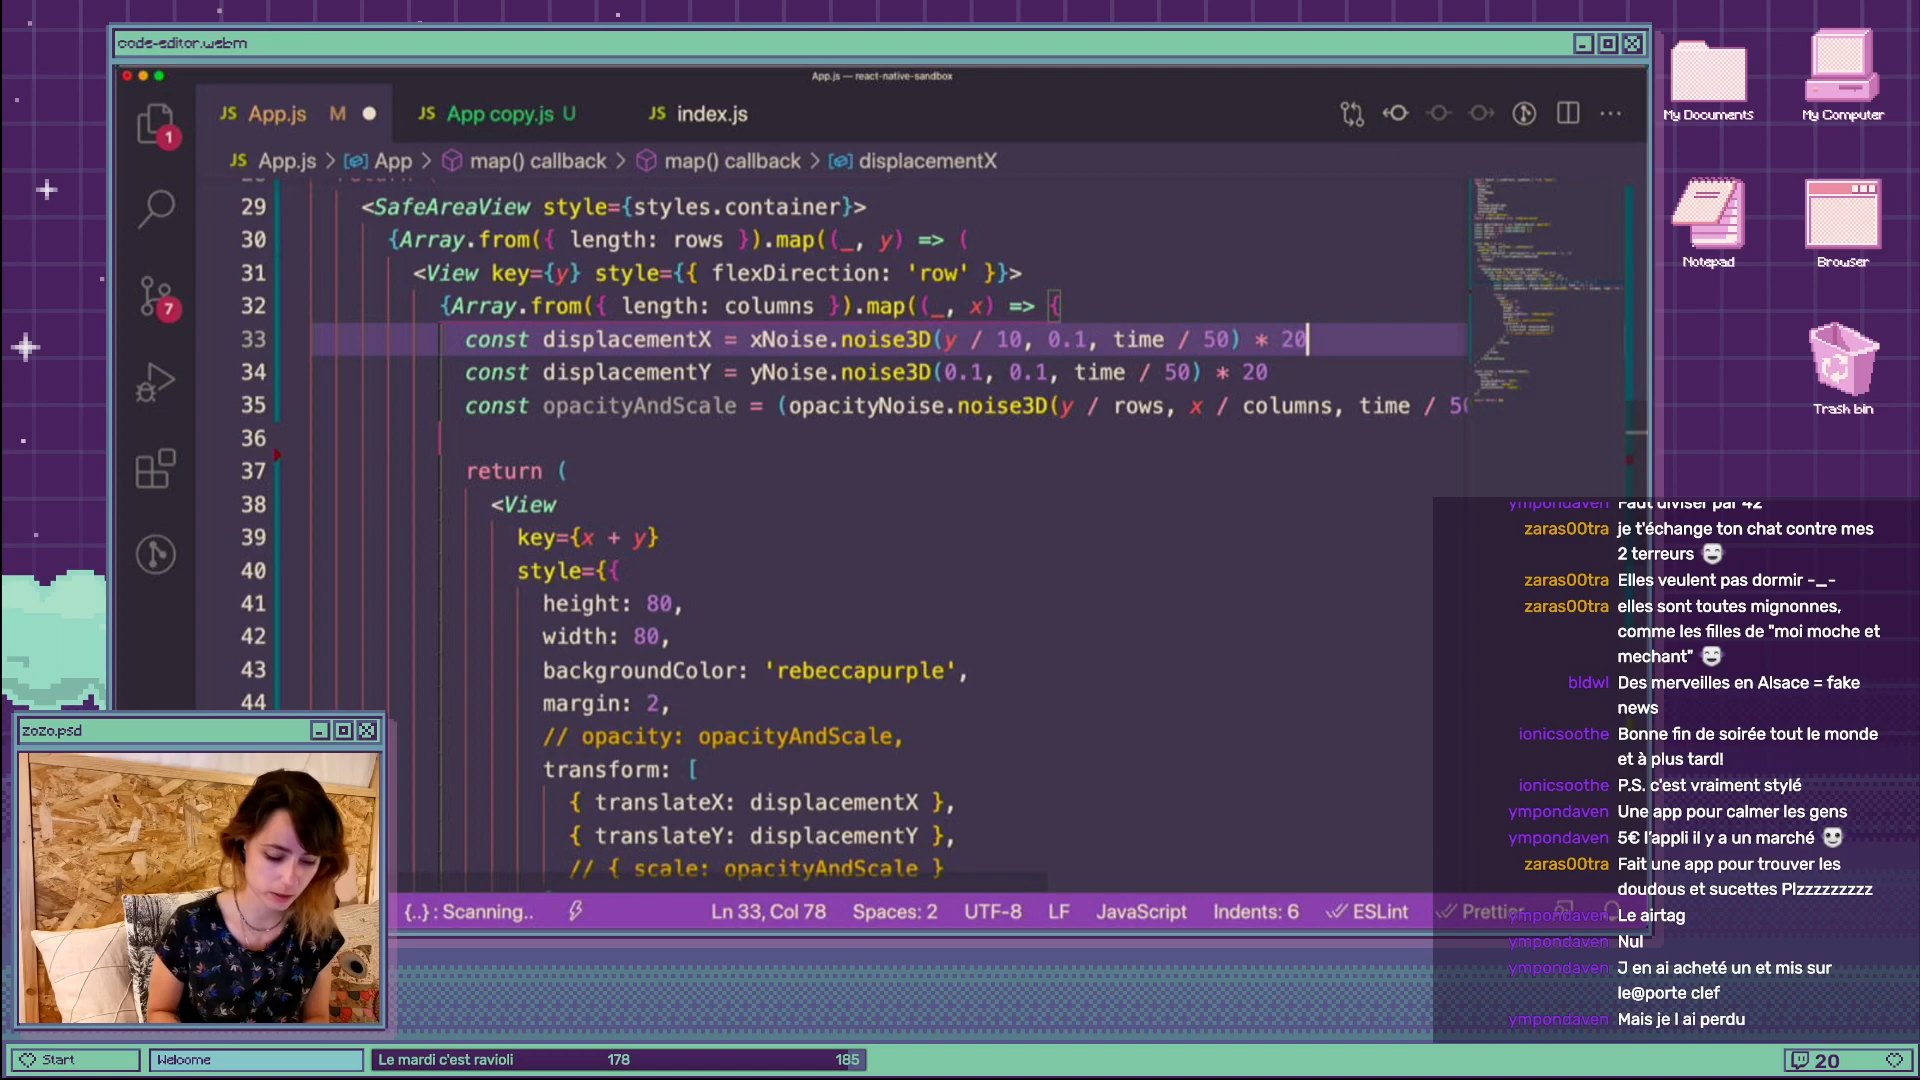 code-editor.webm
App.js — react-native-sandbox
JS App.js M
JS App copy.js U
JS index.js
1
JS App.js > App > map() callback > map() callback > displacementX
29 <SafeAreaView style={styles.container}>
30 {Array.from({ length: rows }).map((_, y) => (
31 <View key={y} style={{ flexDirection: 'row' }}>
32 {Array.from({ length: columns }).map((_, x) => {
33 const displacementX = xNoise.noise3D(y / 10, 0.1, time / 50) * 20
34 const displacementY = yNoise.noise3D(0.1, 0.1, time / 50) * 20
35 const opacityAndScale = (opacityNoise.noise3D(y / rows, x / columns, time / 50
36
37 return (
38 <View
39 key={x + y}
40 style={{
41 height: 80,
42 width: 80,
43 backgroundColor: 'rebeccapurple',
44 margin: 2,
// opacity: opacityAndScale,
transform: [
{ translateX: displacementX },
{ translateY: displacementY },
// { scale: opacityAndScale }
7
{..} : Scanning.. Ln 33, Col 78 Spaces: 2 UTF-8 LF JavaScript Indents: 6 ESLint Prettier
My Documents
My Computer
Notepad
Browser
Trash bin
ympondaven Faut diviser par 42
zaras00tra je t'échange ton chat contre mes
2 terreurs
zaras00tra Elles veulent pas dormir -_-
zaras00tra elles sont toutes mignonnes,
comme les filles de "moi moche et
mechant"
bldwl Des merveilles en Alsace = fake
news
ionicsoothe Bonne fin de soirée tout le monde
et à plus tard!
ionicsoothe P.S. c'est vraiment stylé
ympondaven Une app pour calmer les gens
ympondaven 5€ l'appli il y a un marché
zaras00tra Fait une app pour trouver les
doudous et sucettes Plzzzzzzzzz
ympondaven Le airtag
ympondaven Nul
ympondaven J en ai acheté un et mis sur
le@porte clef
ympondaven Mais je l ai perdu
zozo.psd
Start
Welcome
Le mardi c'est ravioli 178 185
20